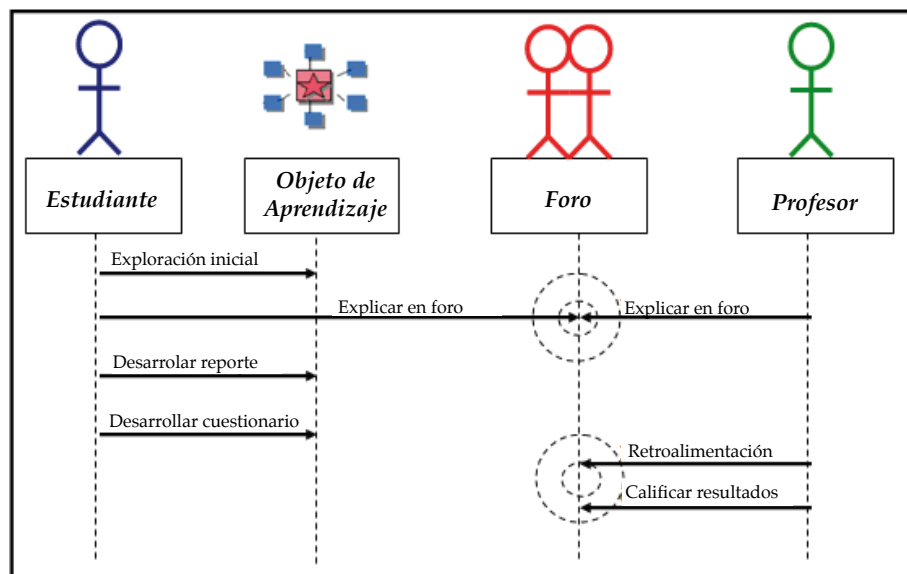 Estudiante
Objeto de
Aprendizaje
Foro
Profesor
Exploración inicial
Explicar en foro
Explicar en foro
Desarrolar reporte
Desarrollar cuestionario
Retroalimentación
Calificar resultados